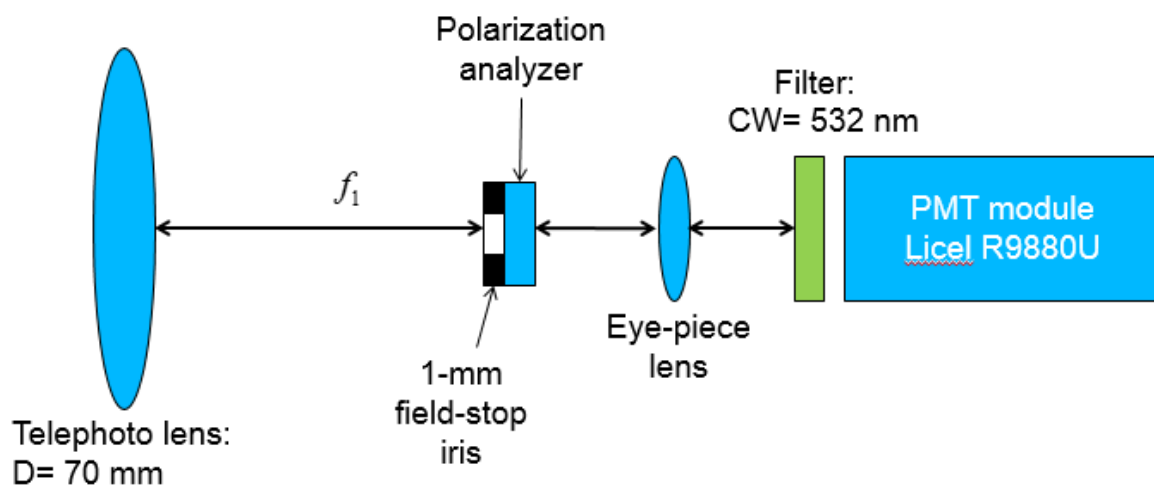 Polarization
analyzer
Filter:
CW= 532 nm
f₁
PMT module
Licel R9880U
Eye-piece
lens
1-mm
field-stop
iris
Telephoto lens:
D= 70 mm